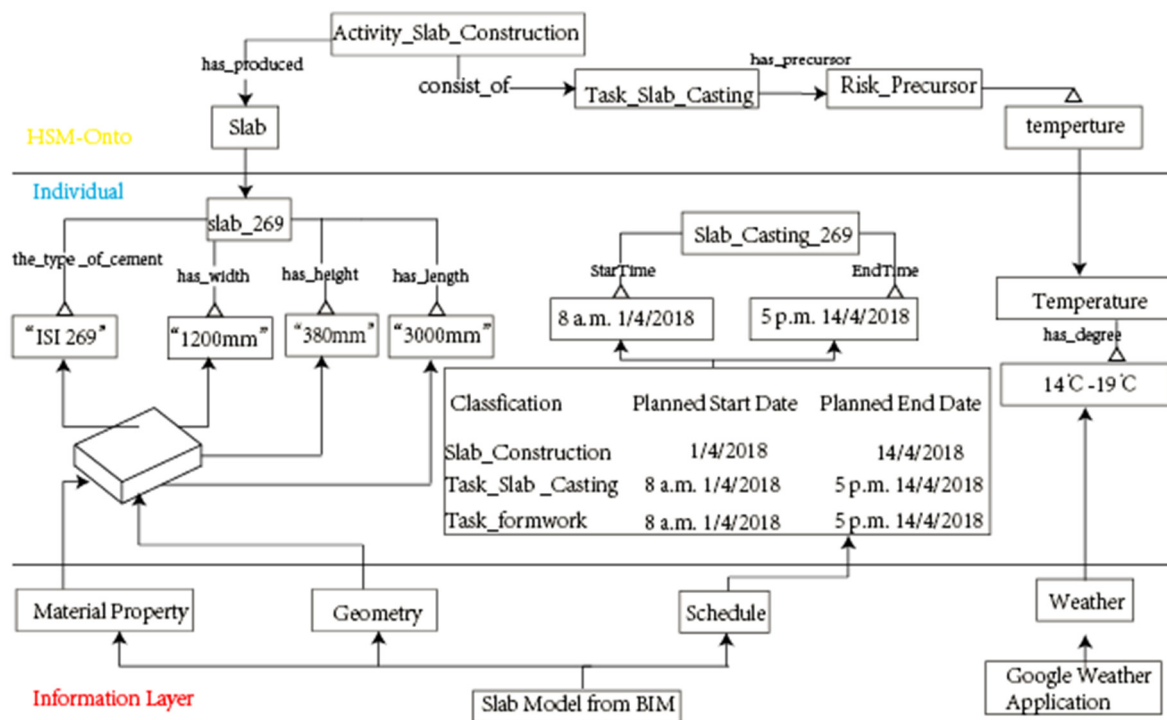 Activity_Slab_Construction
has_produced
consist_of
has_precursor
Task_Slab_Casting
Risk_Precursor
Slab
temperture
HSM-Onto
Individual
slab_269
Slab_Casting_269
the_type_of_cement
has_width
has_height
has_length
StarTime
EndTime
"ISI 269"
"1200mm"
"380mm"
"3000mm"
8 a.m. 1/4/2018
5 p.m. 14/4/2018
Temperature
has_degree
14℃ -19℃
Classfication Planned Start Date Planned End Date
Slab_Construction 1/4/2018 14/4/2018
Task_Slab _Casting 8 a.m. 1/4/2018 5 p.m. 14/4/2018
Task_formwork 8 a.m. 1/4/2018 5 p.m. 14/4/2018
Material Property
Geometry
Schedule
Weather
Information Layer
Slab Model from BIM
Google Weather
Application